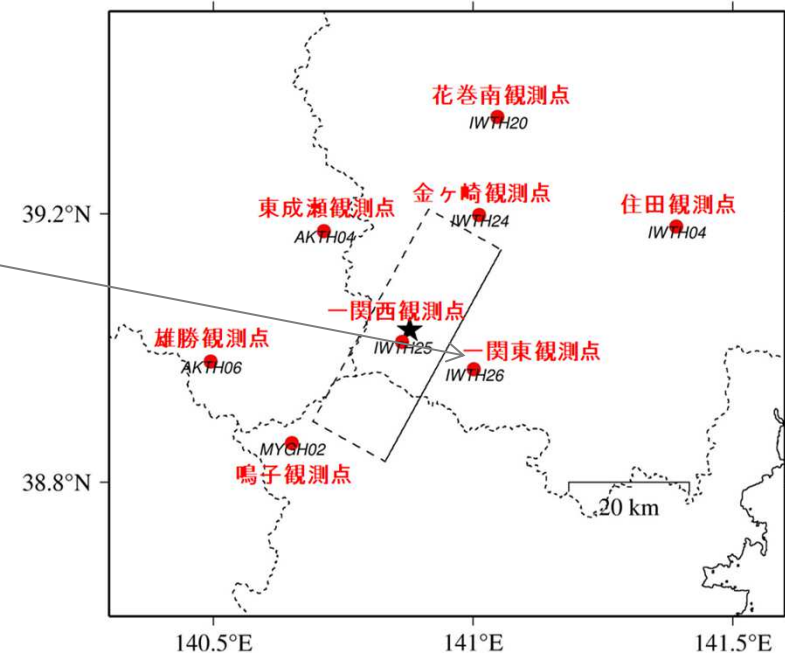 花巻南観測点
IWTH20
金ヶ崎観測点
IWTH24
39.2°N
東成瀬観測点
AKTH04
住田観測点
IWTH04
一関西観測点
IWTH25
雄勝観測点
AKTH06
一関東観測点
IWTH26
MYGH02
鳴子観測点
38.8°N
20 km
140.5°E
141°E
141.5°E